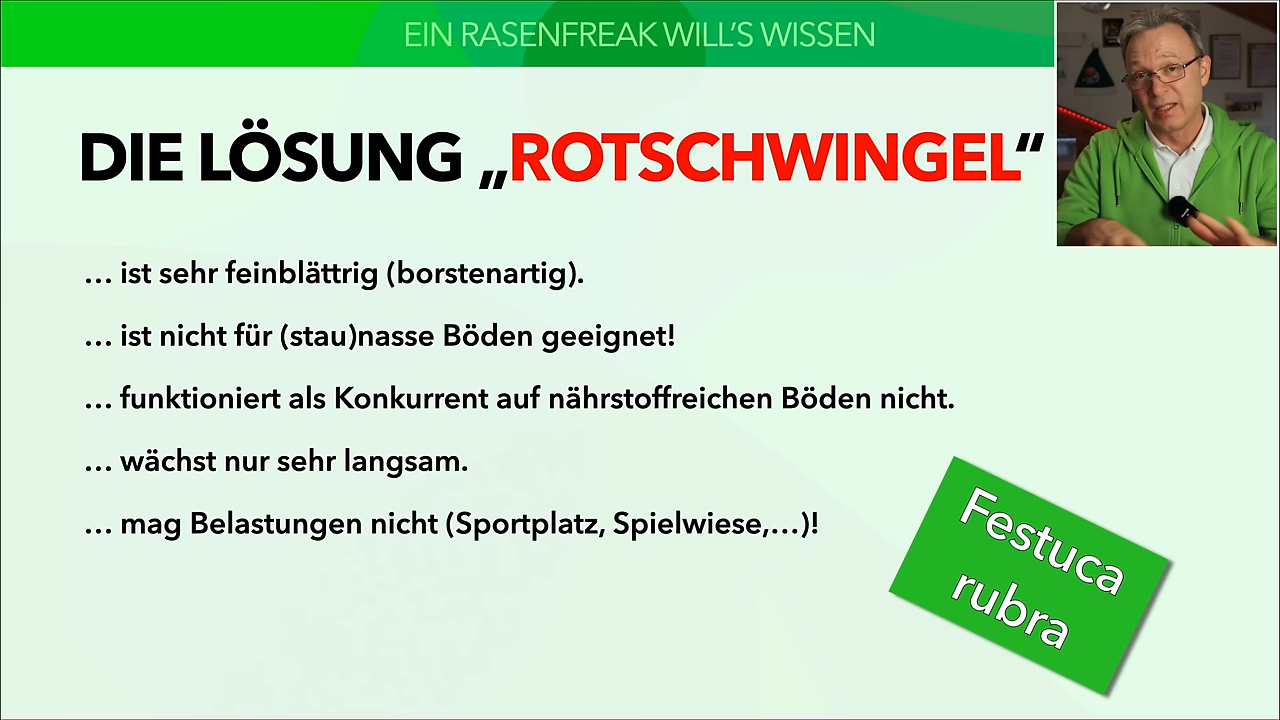 EIN RASENFREAK WILL'S WISSEN
DIE LÖSUNG „ROTSCHWINGEL“
… ist sehr feinblättrig (borstenartig).
… ist nicht für (stau)nasse Böden geeignet!
… funktioniert als Konkurrent auf nährstoffreichen Böden nicht.
… wächst nur sehr langsam.
… mag Belastungen nicht (Sportplatz, Spielwiese,…)!
Festuca
rubra